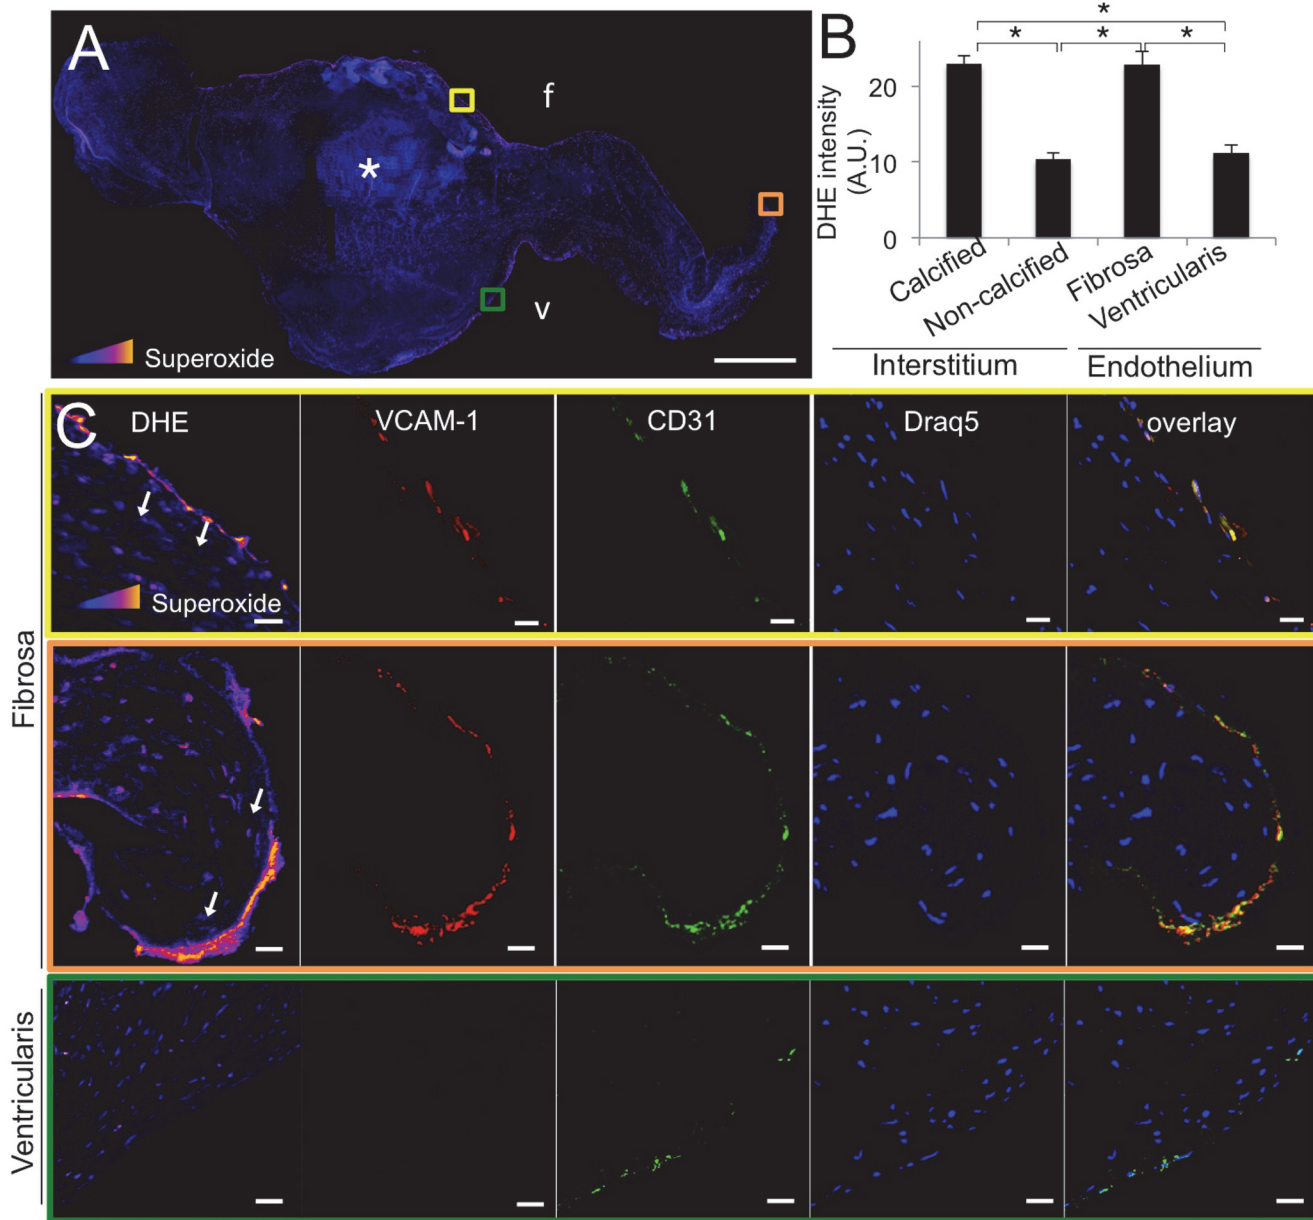 A
f
*
v
Superoxide
B
*
* * *
DHE intensity
(A.U.)
20
10
0
Calcified
Non-calcified
Fibrosa
Ventricularis
Interstitium
Endothelium
Fibrosa
C
DHE
VCAM-1
CD31
Draq5
overlay
Superoxide
Ventricularis